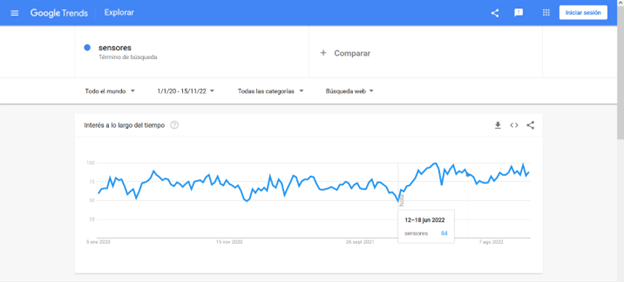 Google Trends Explorar
Iniciar sesión
sensores
Término de búsqueda
+ Comparar
Todo el mundo
1/1/20 - 15/11/22
Todas las categorías
Búsqueda web
Interés a lo largo del tiempo
100
75
50
25
12–18 jun 2022
sensores 84
5 ene 2020
15 nov 2020
26 sept 2021
7 ago 2022